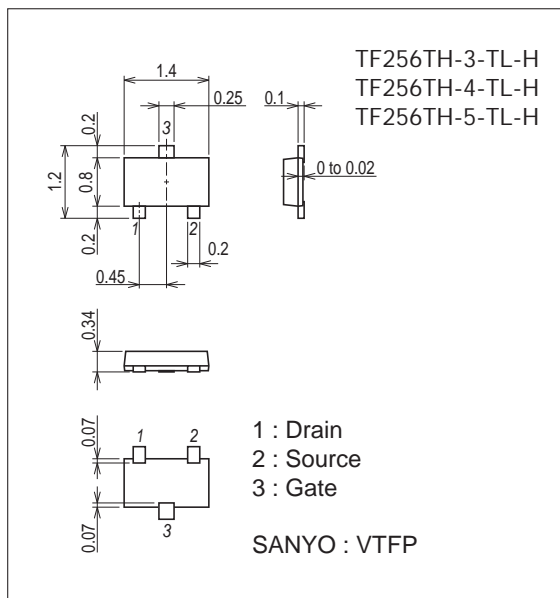 TF256TH-3-TL-H
TF256TH-4-TL-H
TF256TH-5-TL-H
1.4
0.25
0.1
0.2
3
0 to 0.02
1.2
0.8
0.2
1
2
0.2
0.45
0.34
0.07
1
2
0.07
3
1 : Drain
2 : Source
3 : Gate
SANYO : VTFP